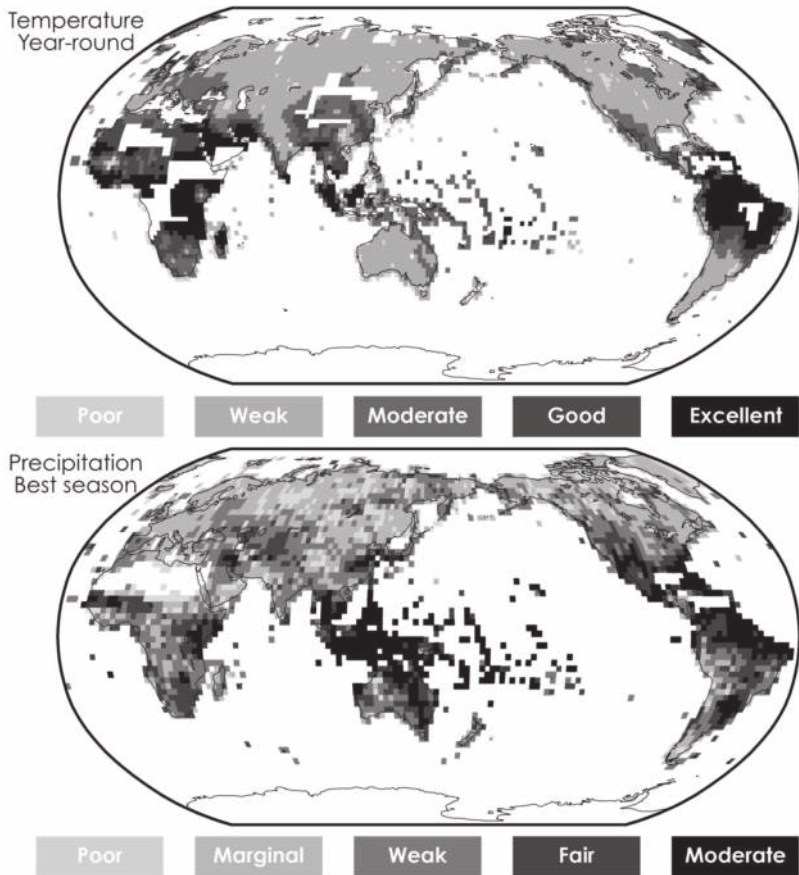 Temperature
Year-round
Poor Weak Moderate Good Excellent
Precipitation
Best season
Poor Marginal Weak Fair Moderate